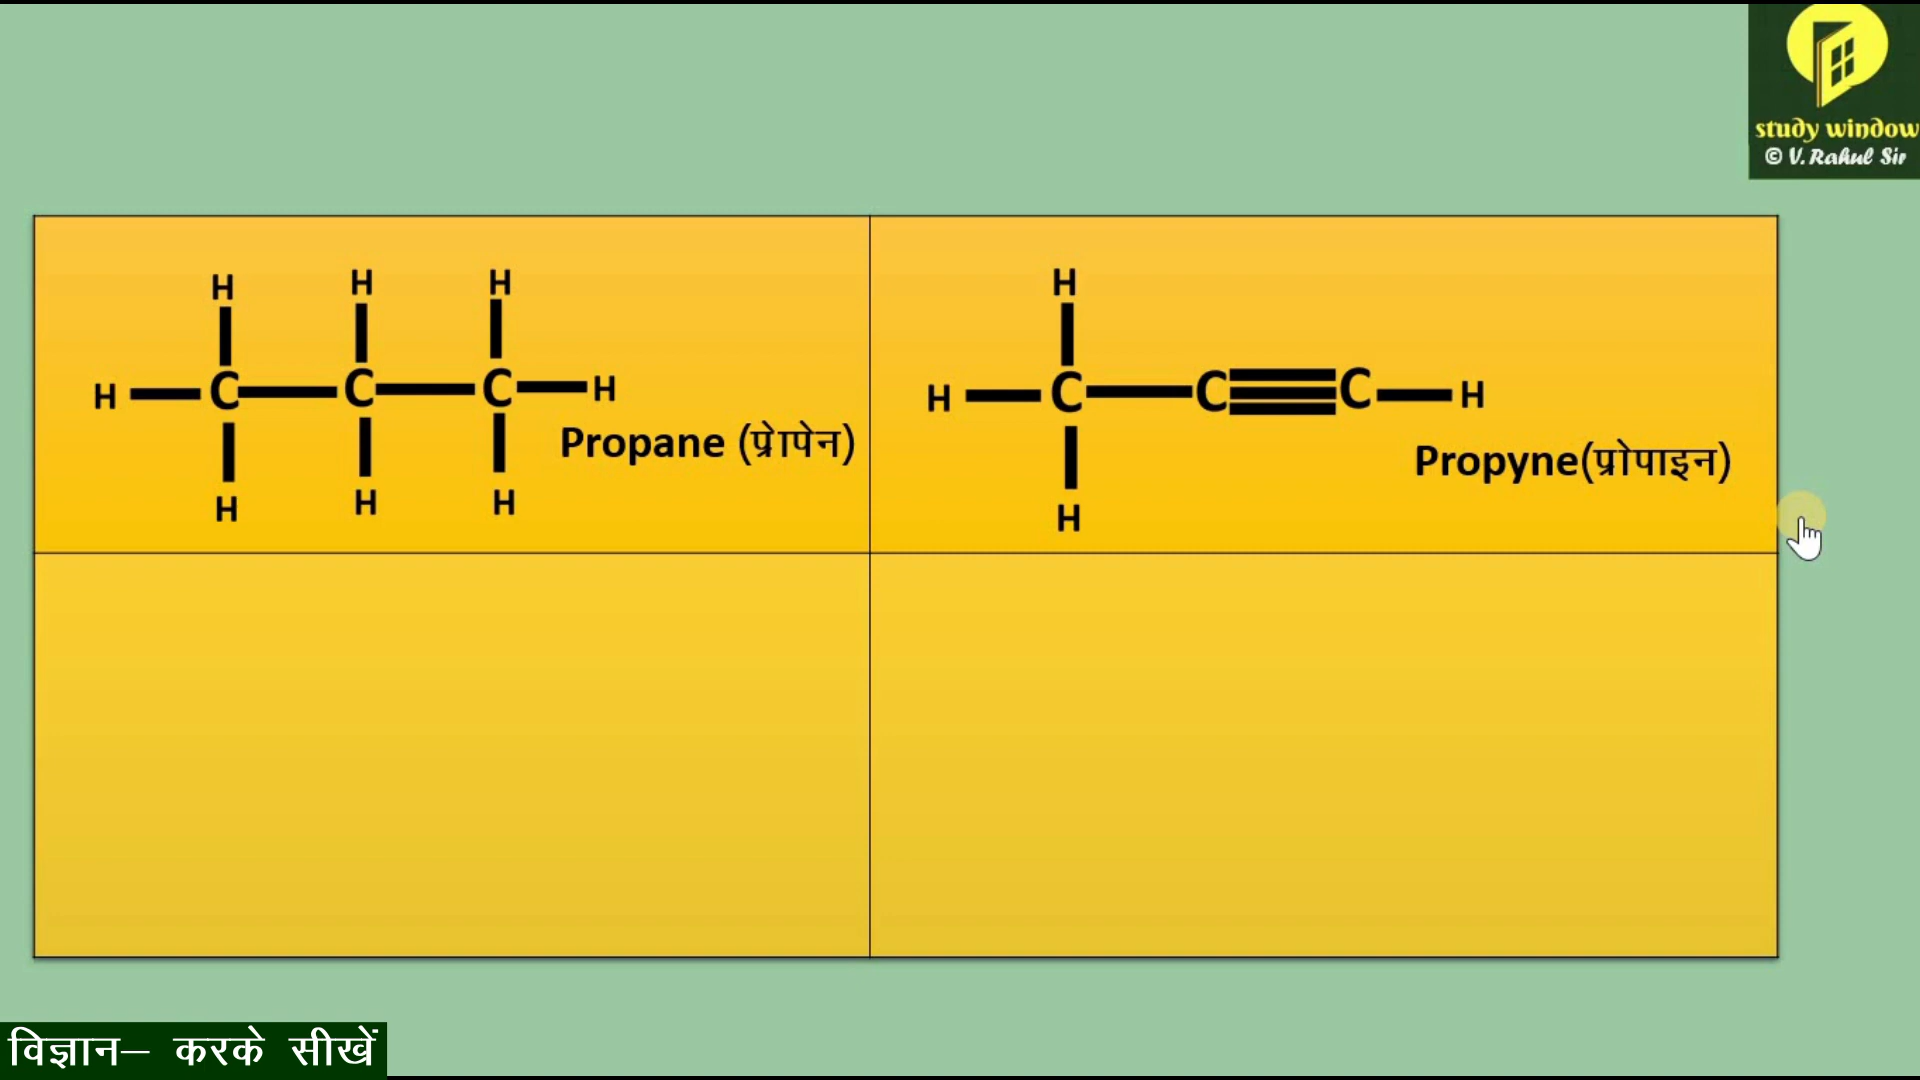 study window
© V. Rahul Sir
H H H
H C C C H
Propane (प्रोपेन)
H H H
H
H C C C H
Propyne(प्रोपाइन)
H
विज्ञान– करके सीखें